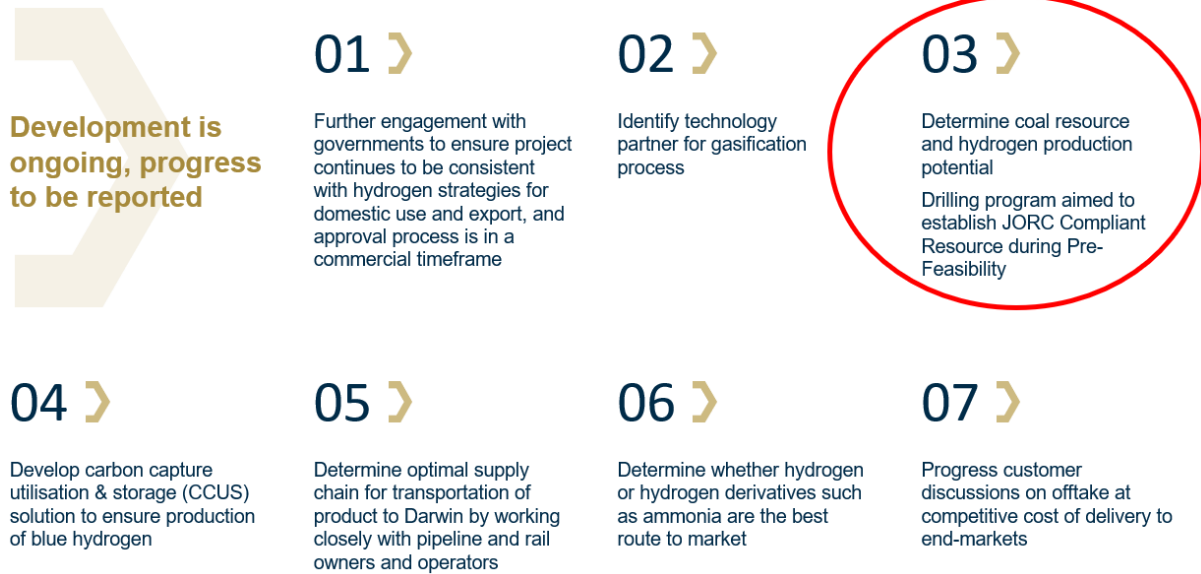 Development is
ongoing, progress
to be reported
01
Further engagement with
governments to ensure project
continues to be consistent
with hydrogen strategies for
domestic use and export, and
approval process is in a
commercial timeframe
02
Identify technology
partner for gasification
process
03
Determine coal resource
and hydrogen production
potential
Drilling program aimed to
establish JORC Compliant
Resource during Pre-
Feasibility
04
Develop carbon capture
utilisation & storage (CCUS)
solution to ensure production
of blue hydrogen
05
Determine optimal supply
chain for transportation of
product to Darwin by working
closely with pipeline and rail
owners and operators
06
Determine whether hydrogen
or hydrogen derivatives such
as ammonia are the best
route to market
07
Progress customer
discussions on offtake at
competitive cost of delivery to
end-markets